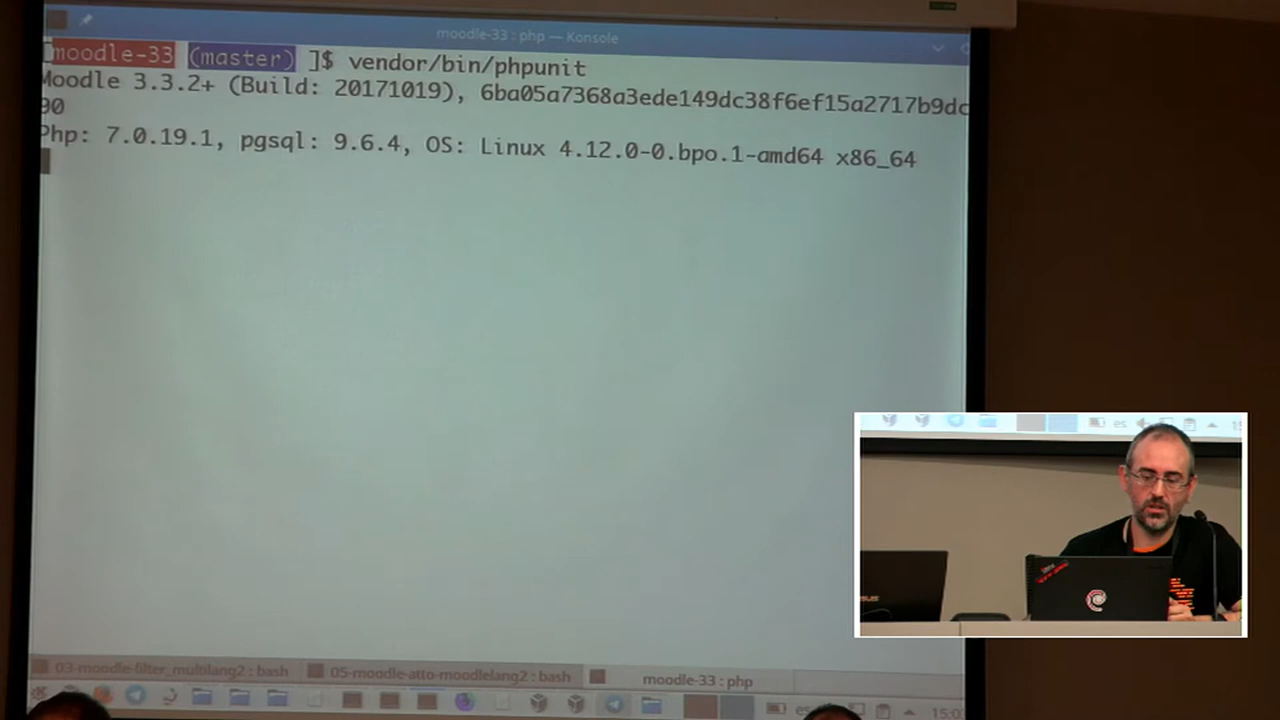 moodle-33 : php — Konsole
[moodle-33 (master) ]$ vendor/bin/phpunit
Moodle 3.3.2+ (Build: 20171019), 6ba05a7368a3ede149dc38f6ef15a2717b9dc
90
Php: 7.0.19.1, pgsql: 9.6.4, OS: Linux 4.12.0-0.bpo.1-amd64 x86_64
es
03-moodle-filter_multilang2 : bash
05-moodle-atto-moodlelang2 : bash
moodle-33 : php
es